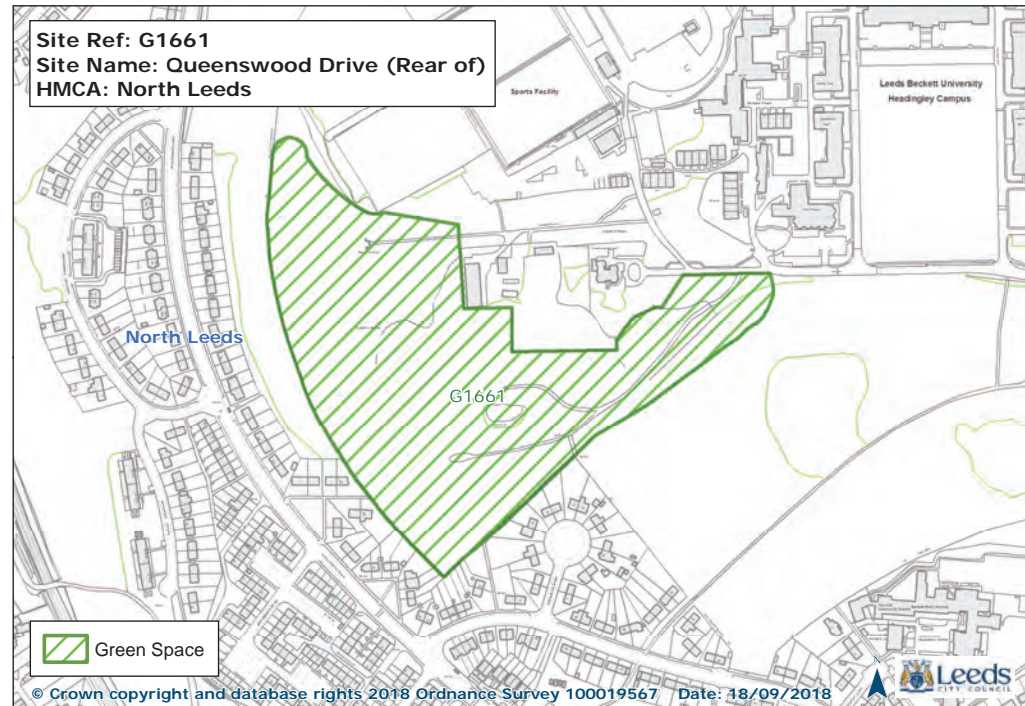 Site Ref: G1661
Site Name: Queenswood Drive (Rear of)
HMCA: North Leeds
Sports Facility
Leeds Beckett University
Headingley Campus
North Leeds
G1661
Green Space
© Crown copyright and database rights 2018 Ordnance Survey 100019567 Date: 18/09/2018
N
Leeds
CITY COUNCIL